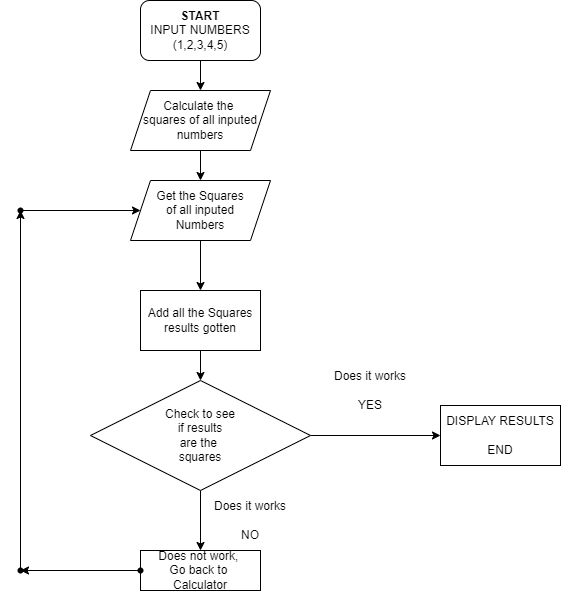 START
INPUT NUMBERS
(1,2,3,4,5)
Calculate the
squares of all inputed
numbers
Get the Squares
of all inputed
Numbers
Add all the Squares
results gotten
Check to see
if results
are the
squares
Does it works
YES
DISPLAY RESULTS
END
Does it works
NO
Does not work,
Go back to
Calculator